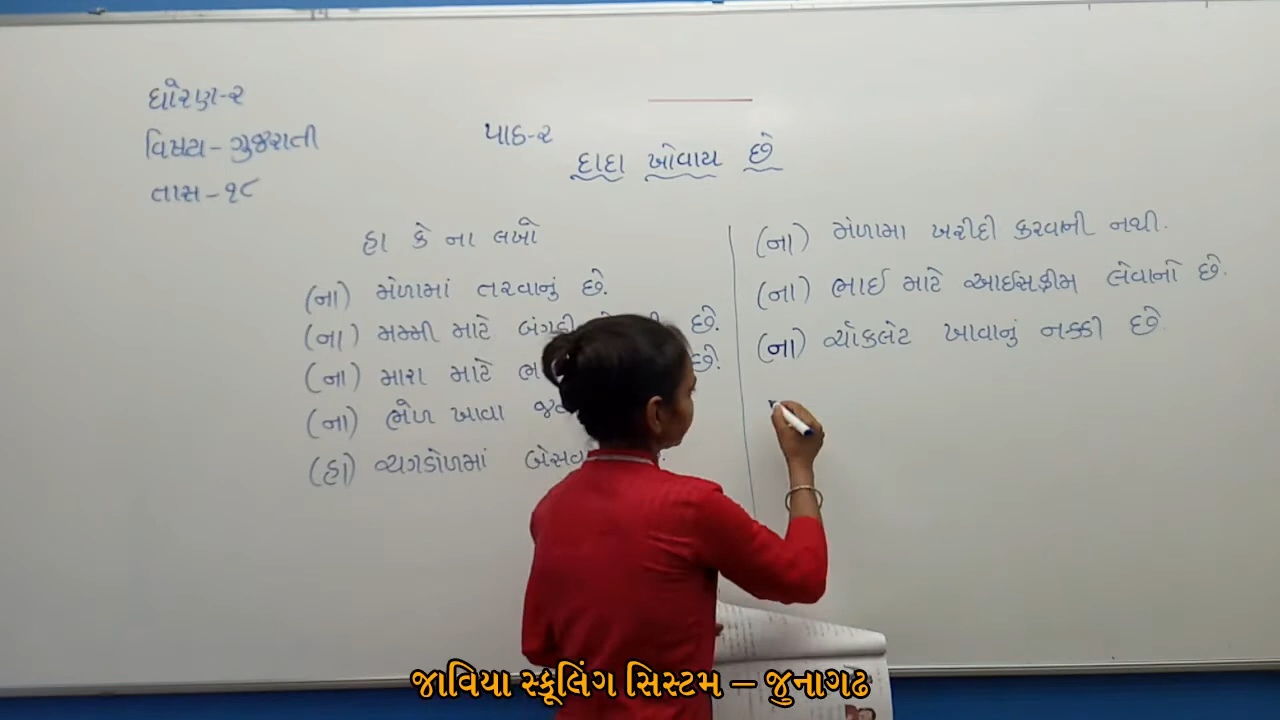 ધોરણ-૨
વિષય - ગુજરાતી
તાસ - ૧૮
પાઠ-૨
દાદા ખોવાય છે
હા કે ના લખો
(ના) મેળામાં તરવાનું છે.
(ના) મમ્મી માટે બંગડી છે.
(ના) મારા માટે છે.
(ના) ભેળ ખાવા
(હા) ચગડોળમાં
(ના) મેળામા ખરીદી કરવાની નથી.
(ના) ભાઈ માટે આઈસક્રીમ લેવાનો છે.
(ના) ચોકલેટ ખાવાનું નક્કી છે
જાવિયા સ્કૂલિંગ સિસ્ટમ – જુનાગઢ